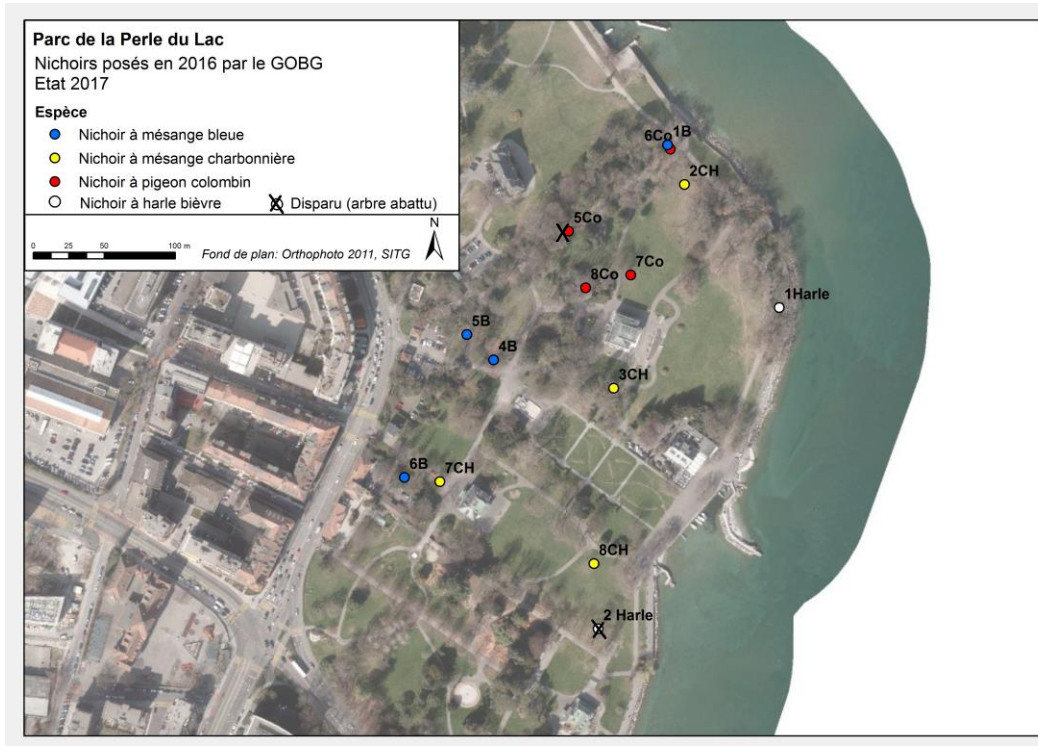 Parc de la Perle du Lac
Nichoirs posés en 2016 par le GOBG
Etat 2017
Espèce
Nichoir à mésange bleue
Nichoir à mésange charbonnière
Nichoir à pigeon colombin
Nichoir à harle bièvre Disparu (arbre abattu)
0 25 50 100 m
Fond de plan: Orthophoto 2011, SITG
N
6Co 1B
2CH
5Co
7Co
8Co
1Harle
5B
4B
3CH
6B 7CH
8CH
2 Harle